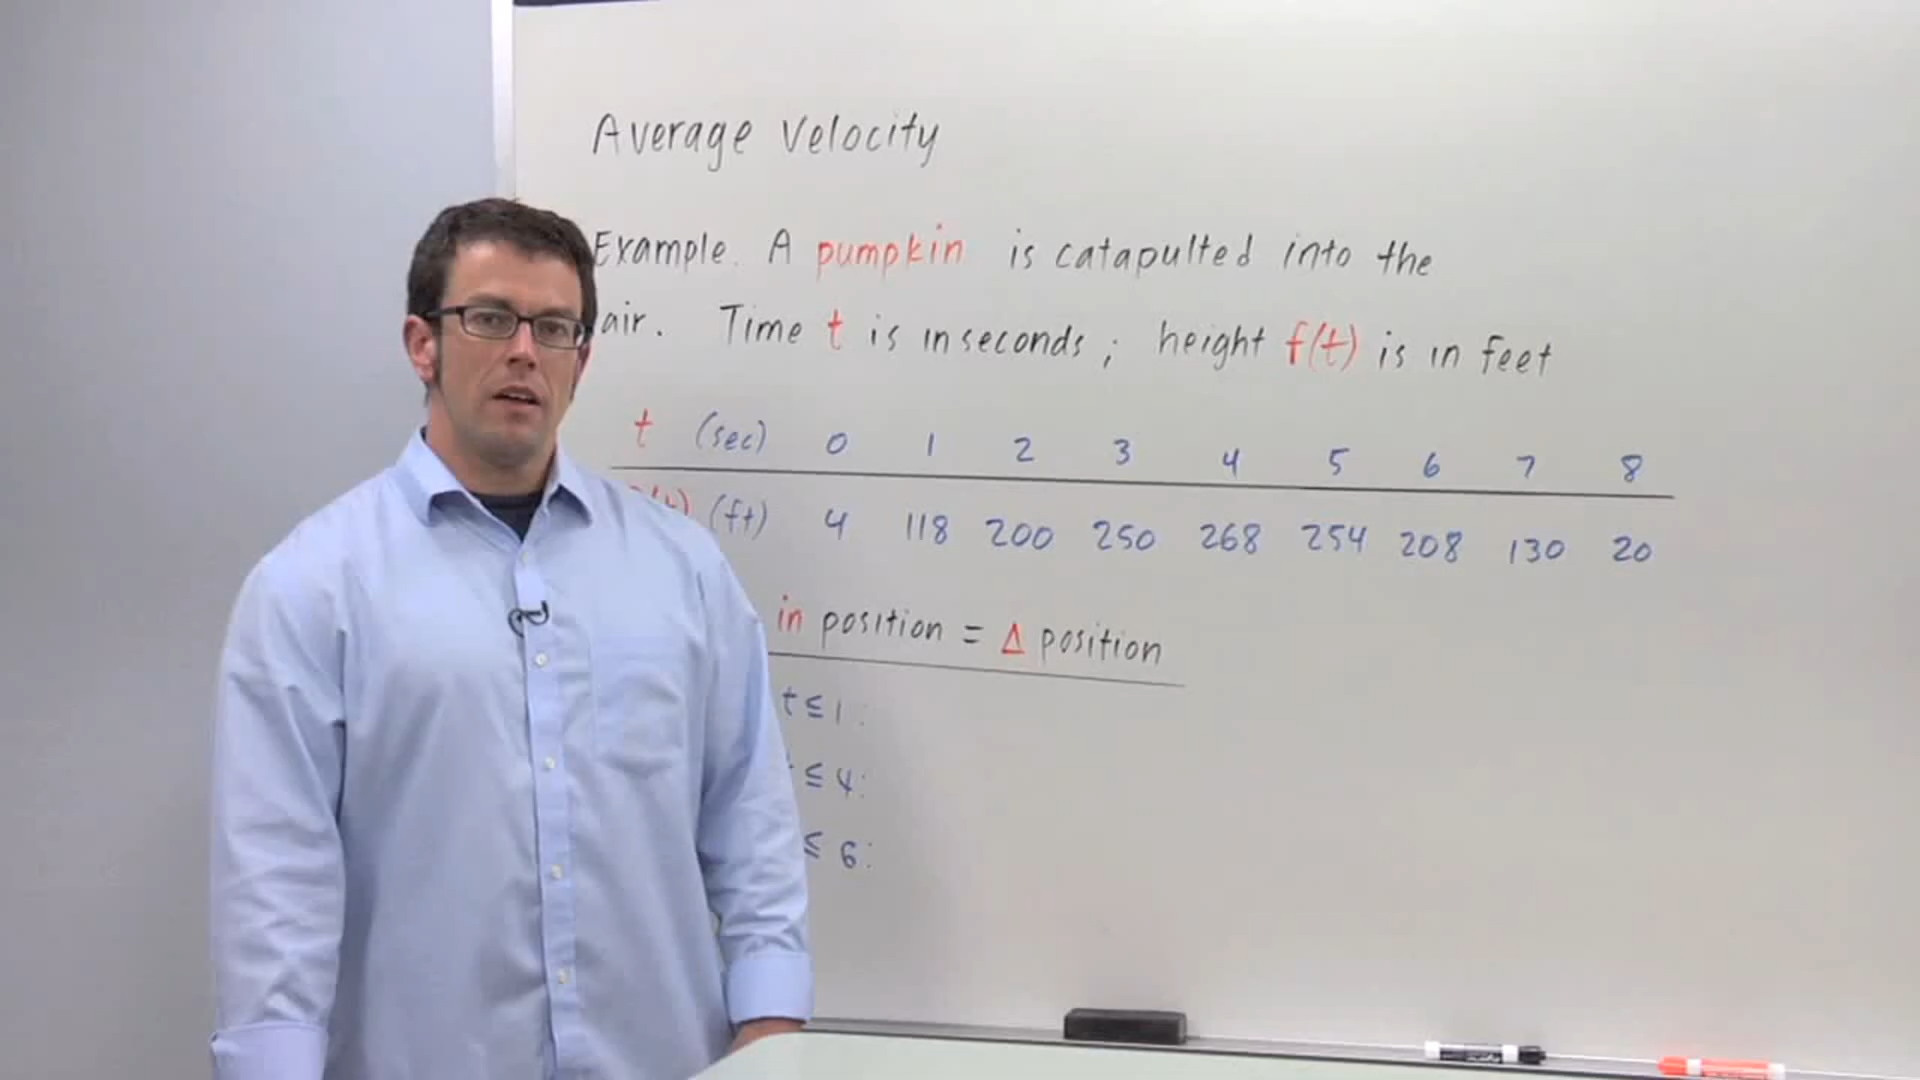 Average Velocity
Example. A pumpkin is catapulted into the
air. Time t is in seconds; height f(t) is in feet
t (sec) 0 1 2 3 4 5 6 7 8
(ft) 4 118 200 250 268 254 208 130 20
in position = Δ position
t ≤ 1:
≤ 4:
≤ 6: